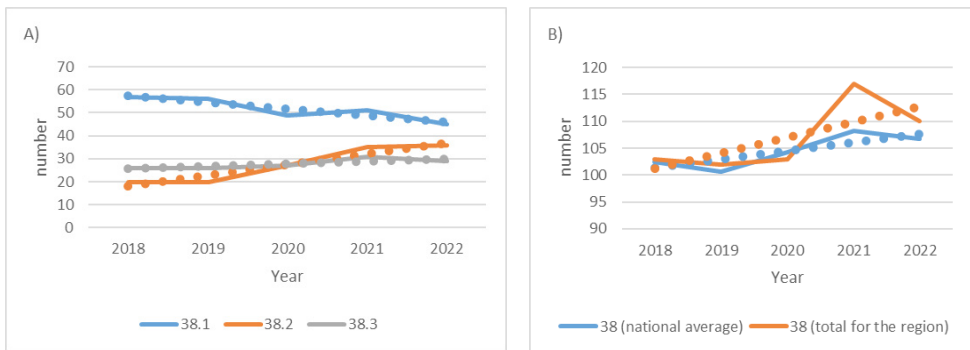 A)
number
70
60
50
40
30
20
10
0
2018 2019 2020 2021 2022
Year
38.1 38.2 38.3
B)
number
120
115
110
105
100
95
90
2018 2019 2020 2021 2022
Year
38 (national average) 38 (total for the region)